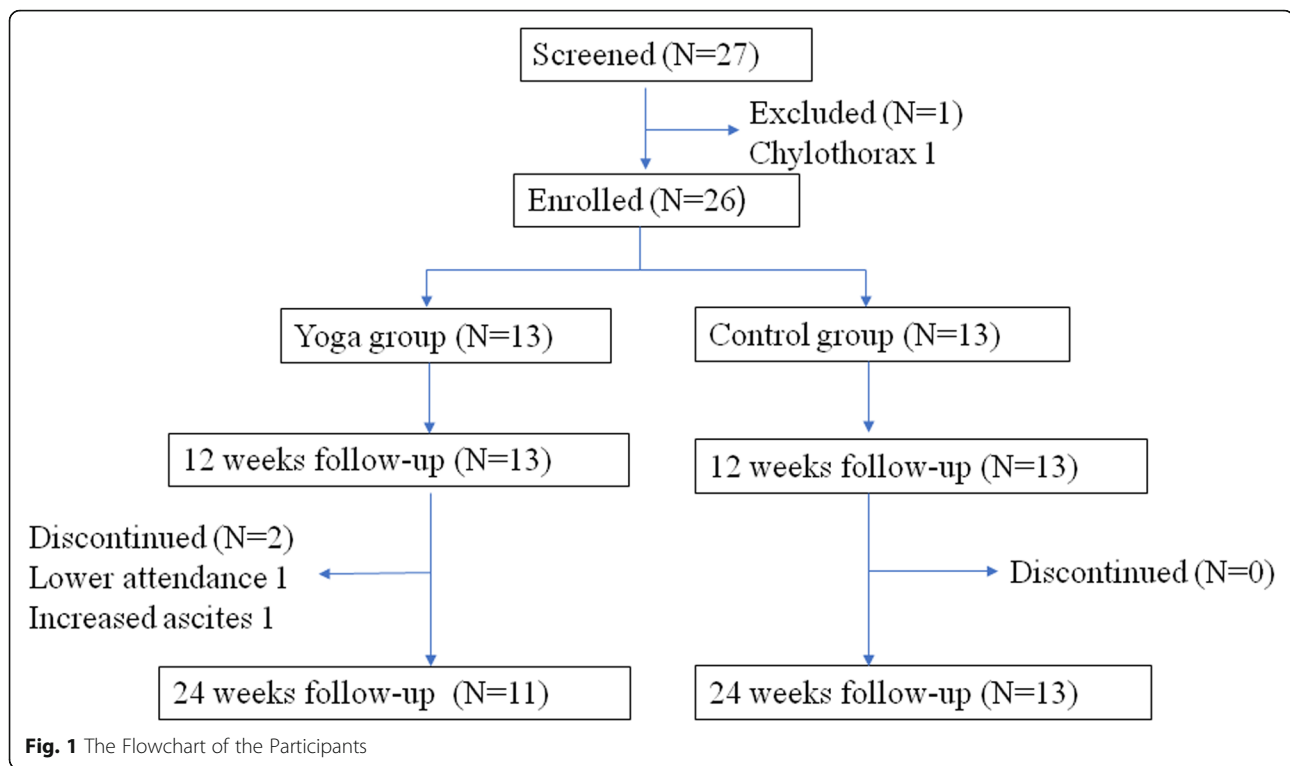 Screened (N=27)
Excluded (N=1)
Chylothorax 1
Enrolled (N=26)
Yoga group (N=13)
Control group (N=13)
12 weeks follow-up (N=13)
12 weeks follow-up (N=13)
Discontinued (N=2)
Lower attendance 1
Increased ascites 1
Discontinued (N=0)
24 weeks follow-up (N=11)
24 weeks follow-up (N=13)
Fig. 1 The Flowchart of the Participants